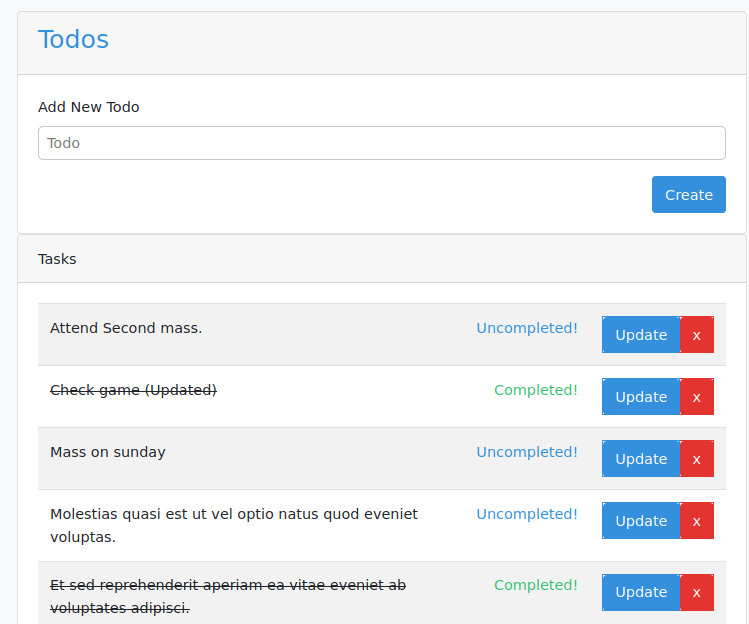 Todos
Add New Todo
Todo
Create
Tasks
Attend Second mass. Uncompleted! Update x
Check game (Updated) Completed! Update x
Mass on sunday Uncompleted! Update x
Molestias quasi est ut vel optio natus quod eveniet Uncompleted! Update x
voluptas.
Et sed reprehenderit aperiam ea vitae eveniet ab Completed! Update x
voluptates adipisci.